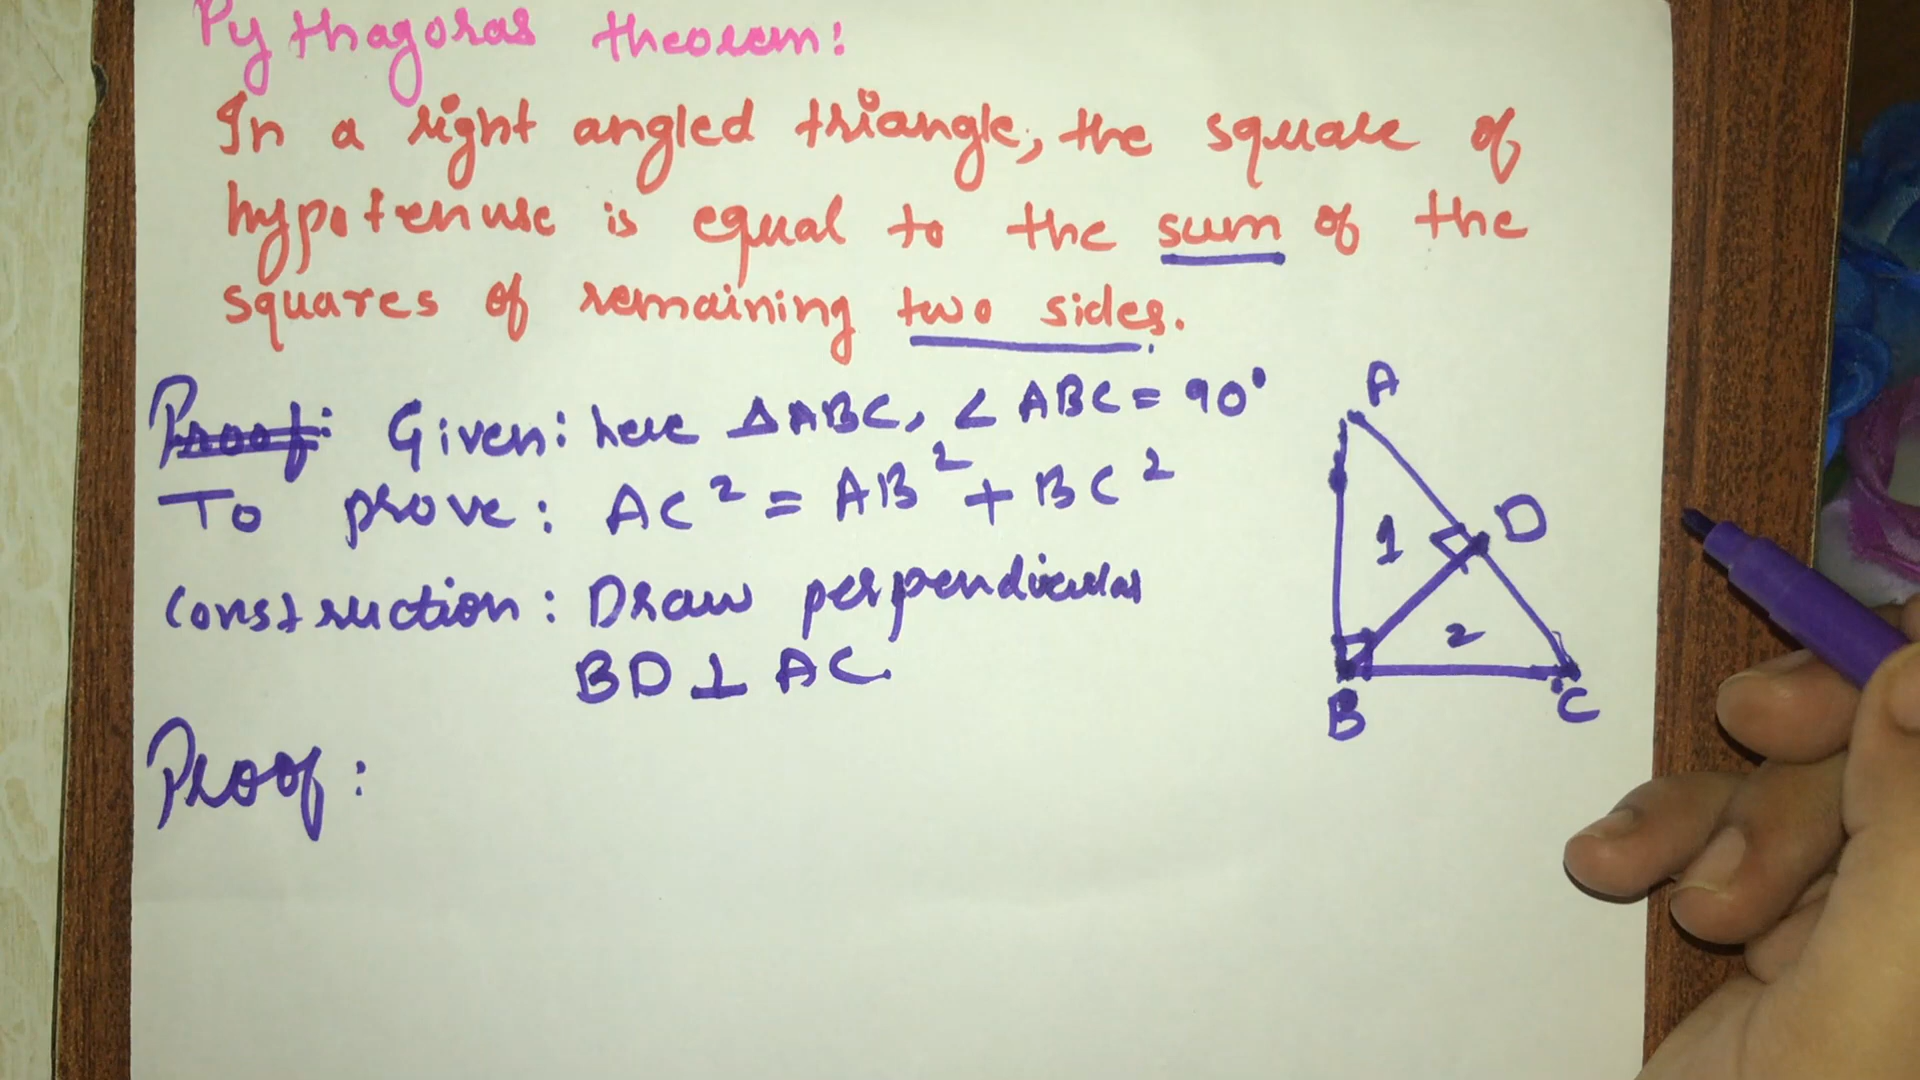 Pythagoras theorem:
In a right angled triangle, the square of
hypotenuse is equal to the sum of the
squares of remaining two sides.
Proof: Given: here ΔABC, ∠ABC = 90°
To prove: AC² = AB² + BC²
Construction: Draw perpendicular
BD ⊥ AC.
Proof:
A
D
1
2
B
C